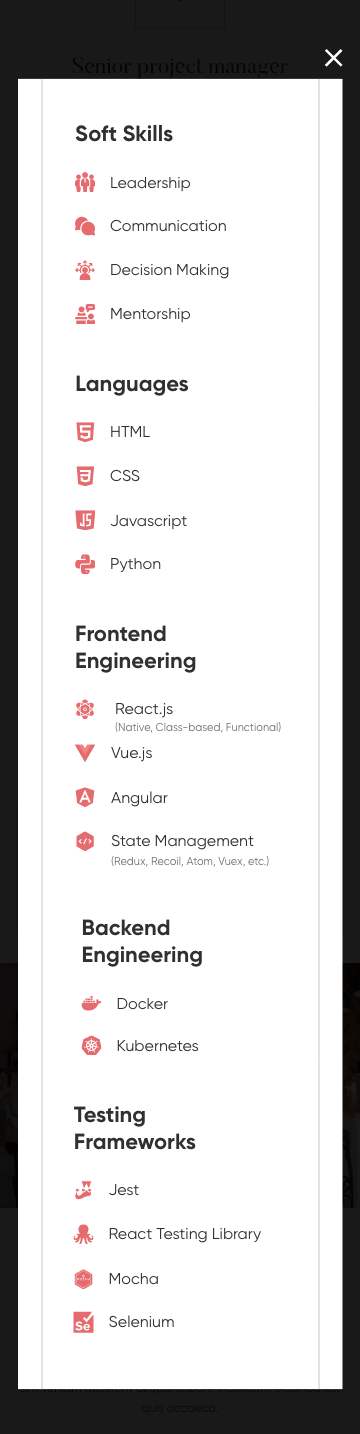 Senior project manager
Soft Skills
Leadership
Communication
Decision Making
Mentorship
Languages
HTML
CSS
Javascript
Python
Frontend
Engineering
React.js
(Native, Class-based, Functional)
Vue.js
Angular
State Management
(Redux, Recoil, Atom, Vuex, etc.)
Backend
Engineering
Docker
Kubernetes
Testing
Frameworks
Jest
React Testing Library
Mocha
Se Selenium
quis occaeca.